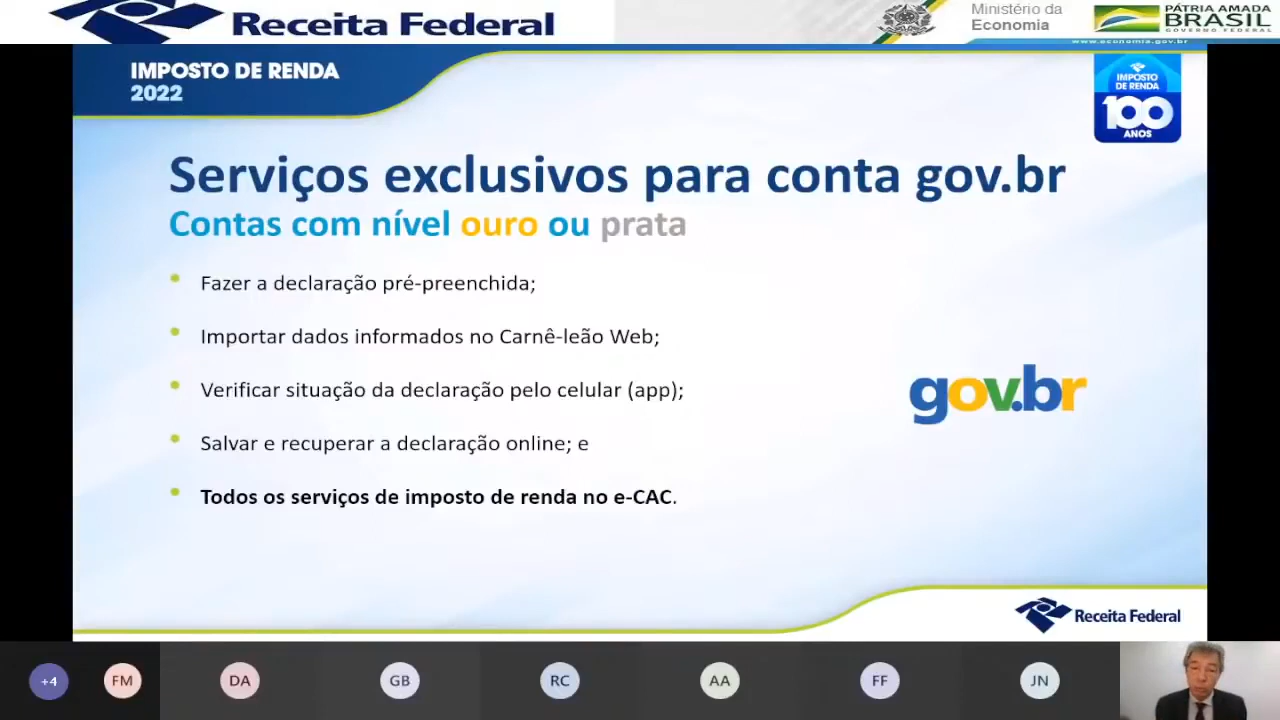 Receita Federal
Ministério da
Economia
PÁTRIA AMADA
BRASIL
GOVERNO FEDERAL
www.economia.gov.br
IMPOSTO DE RENDA
2022
IMPOSTO
DE RENDA
100
ANOS
Serviços exclusivos para conta gov.br
Contas com nível ouro ou prata
• Fazer a declaração pré-preenchida;
• Importar dados informados no Carnê-leão Web;
• Verificar situação da declaração pelo celular (app);
• Salvar e recuperar a declaração online; e
• Todos os serviços de imposto de renda no e-CAC.
gov.br
Receita Federal
+4 FM DA GB RC AA FF JN